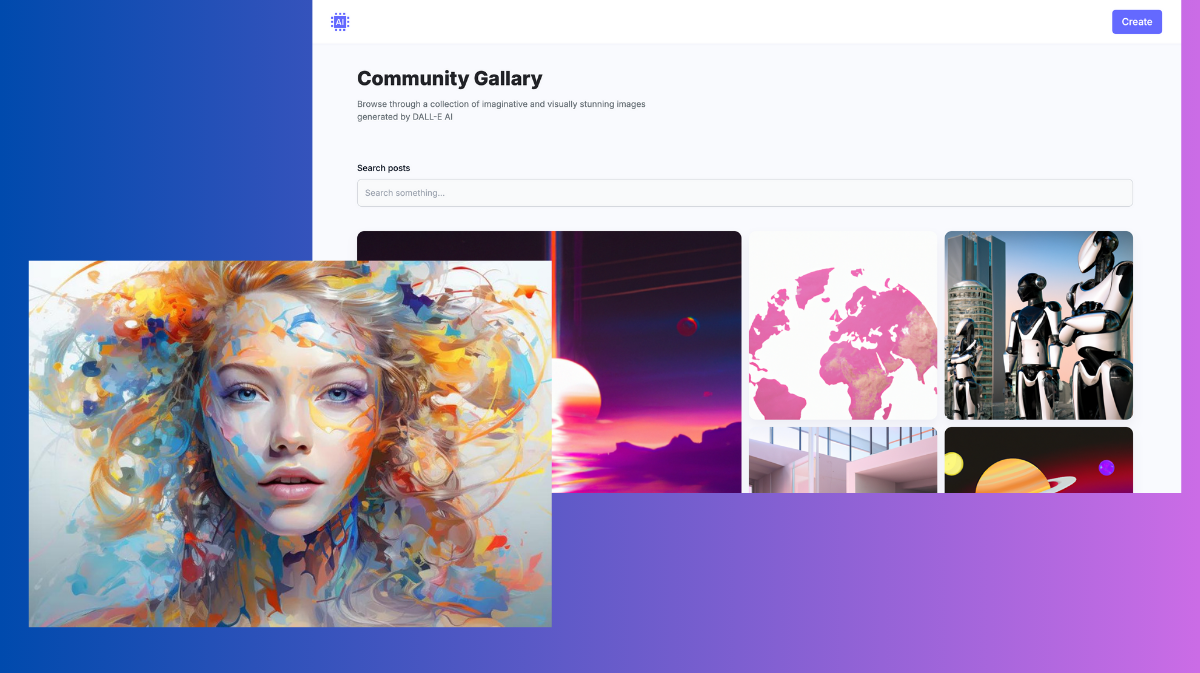 AI
Create
Community Gallary
Browse through a collection of imaginative and visually stunning images
generated by DALL-E AI
Search posts
Search something...